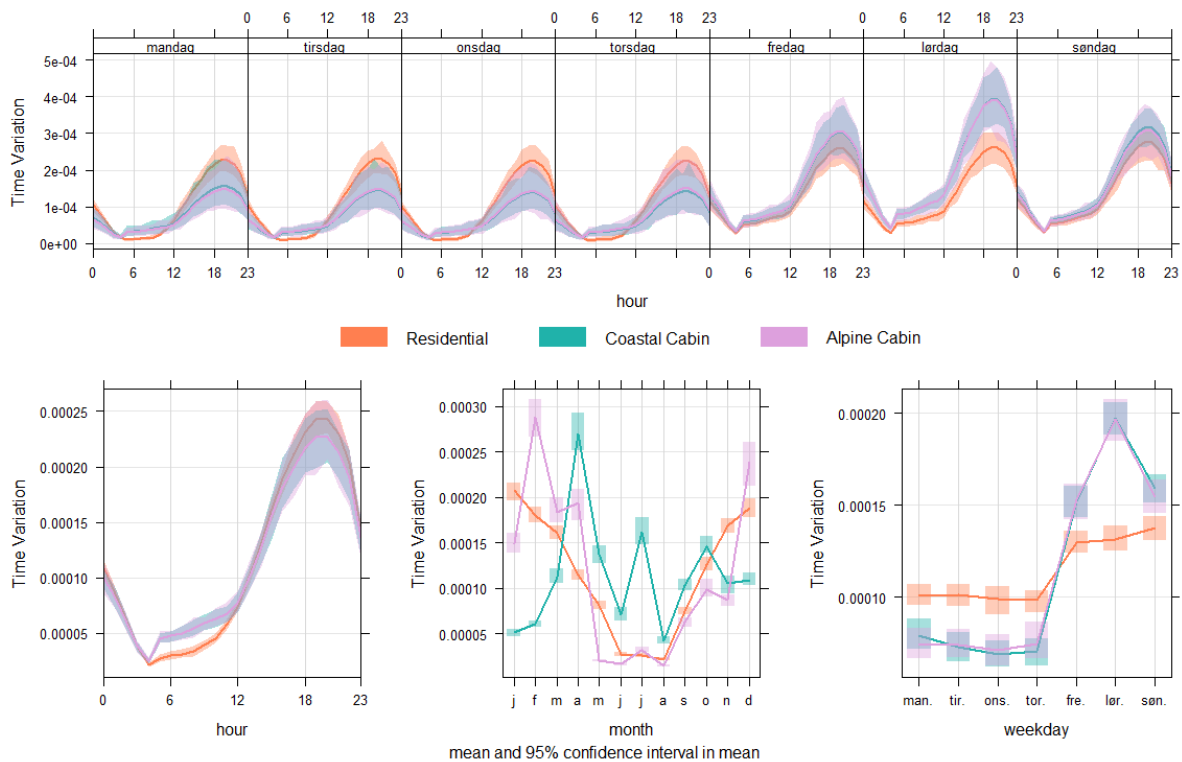 0 6 12 18 23 0 6 12 18 23 0 6 12 18 23
mandag tirsdag onsdag torsdag fredag lørdag søndag
5e-04
4e-04
3e-04
2e-04
1e-04
0e+00
Time Variation
0 6 12 18 23 0 6 12 18 23 0 6 12 18 23 0 6 12 18 23
hour
Residential Coastal Cabin Alpine Cabin
0.00025
0.00020
0.00015
0.00010
0.00005
Time Variation
0 6 12 18 23
hour
0.00030
0.00025
0.00020
0.00015
0.00010
0.00005
Time Variation
j f m a m j j a s o n d
month
mean and 95% confidence interval in mean
0.00020
0.00015
0.00010
Time Variation
man. tir. ons. tor. fre. lør. søn.
weekday